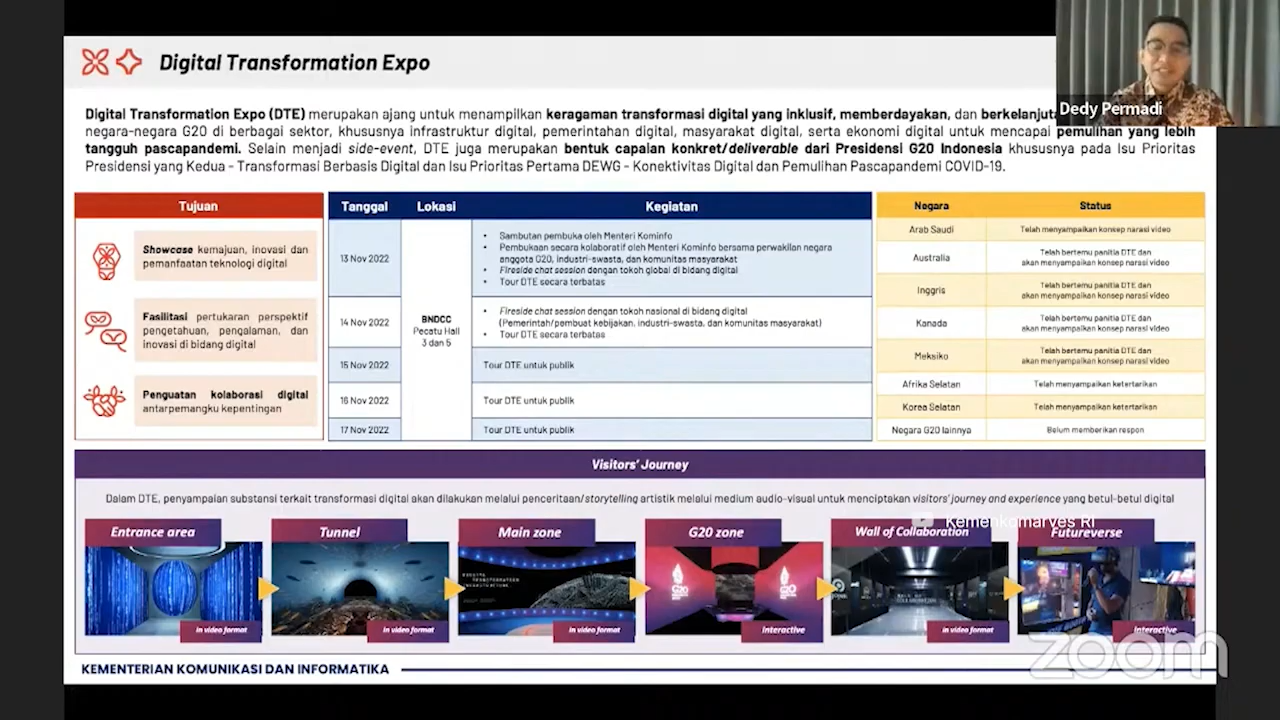 Digital Transformation Expo
Dedy Permadi
Digital Transformation Expo (DTE) merupakan ajang untuk menampilkan keragaman transformasi digital yang inklusif, memberdayakan, dan
negara-negara G20 di berbagai sektor, khususnya infrastruktur digital, pemerintahan digital, masyarakat digital, serta ekonomi digital untuk mencapai pemulihan yang lebih
tangguh pascapandemi. Selain menjadi side-event, DTE juga merupakan bentuk capaian konkret/deliverable dari Presidensi G20 Indonesia khususnya pada Isu Prioritas
Presidensi yang Kedua - Transformasi Berbasis Digital dan Isu Prioritas Pertama DEWG - Konektivitas Digital dan Pemulihan Pascapandemi COVID-19.
Tujuan
Showcase kemajuan, inovasi dan
pemanfaatan teknologi digital
Fasilitasi pertukaran perspektif
pengetahuan, pengalaman, dan
inovasi di bidang digital
Penguatan kolaborasi digital
antarpemangku kepentingan
Tanggal Lokasi Kegiatan
13 Nov 2022
• Sambutan pembuka oleh Menteri Kominfo
• Pembukaan secara kolaboratif oleh Menteri Kominfo bersama perwakilan negara
anggota G20, industri-swasta, dan komunitas masyarakat
• Fireside chat session dengan tokoh global di bidang digital
• Tour DTE secara terbatas
14 Nov 2022
BNDCC
Pecatu Hall
3 dan 5
• Fireside chat session dengan tokoh nasional di bidang digital
(Pemerintah/pembuat kebijakan, industri-swasta, dan komunitas masyarakat)
• Tour DTE secara terbatas
15 Nov 2022 Tour DTE untuk publik
16 Nov 2022 Tour DTE untuk publik
17 Nov 2022 Tour DTE untuk publik
Negara Status
Arab Saudi Telah menyampaikan konsep narasi video
Australia Telah bertemu panitia DTE dan
akan menyampaikan konsep narasi video
Inggris Telah bertemu panitia DTE dan
akan menyampaikan konsep narasi video
Kanada Telah bertemu panitia DTE dan
akan menyampaikan konsep narasi video
Meksiko Telah bertemu panitia DTE dan
akan menyampaikan konsep narasi video
Afrika Selatan Telah menyampaikan ketertarikan
Korea Selatan Telah menyampaikan ketertarikan
Negara G20 lainnya Belum memberikan respon
Visitors' Journey
Dalam DTE, penyampaian substansi terkait transformasi digital akan dilakukan melalui penceritaan/storytelling artistik melalui medium audio-visual untuk menciptakan visitors' journey and experience yang betul-betul digital
Kemenkomarves RI
Entrance area Tunnel Main zone G20 zone Wall of Collaboration Futureverse
G20 G20
in video format in video format in video format interactive in video format interactive
KEMENTERIAN KOMUNIKASI DAN INFORMATIKA
zoom